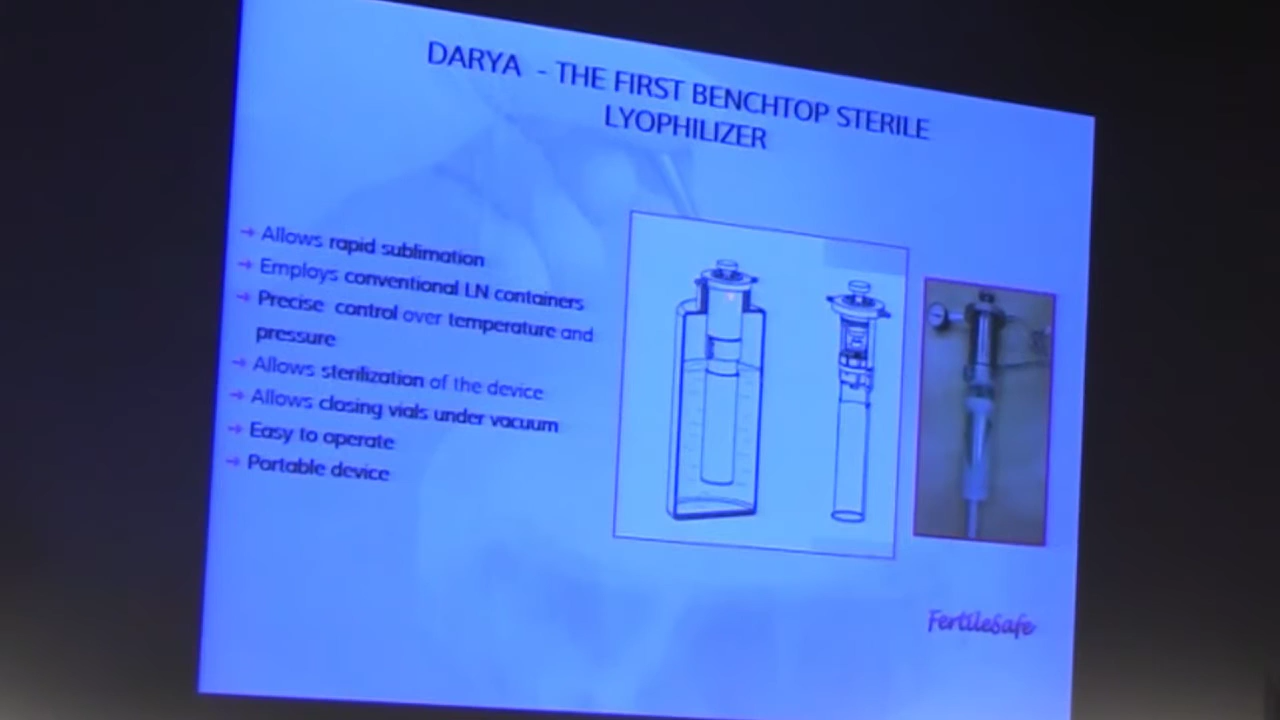 DARYA - THE FIRST BENCHTOP STERILE
LYOPHILIZER
→ Allows rapid sublimation
→ Employs conventional LN containers
→ Precise control over temperature and
pressure
→ Allows sterilization of the device
→ Allows closing vials under vacuum
→ Easy to operate
→ Portable device
FertileSafe